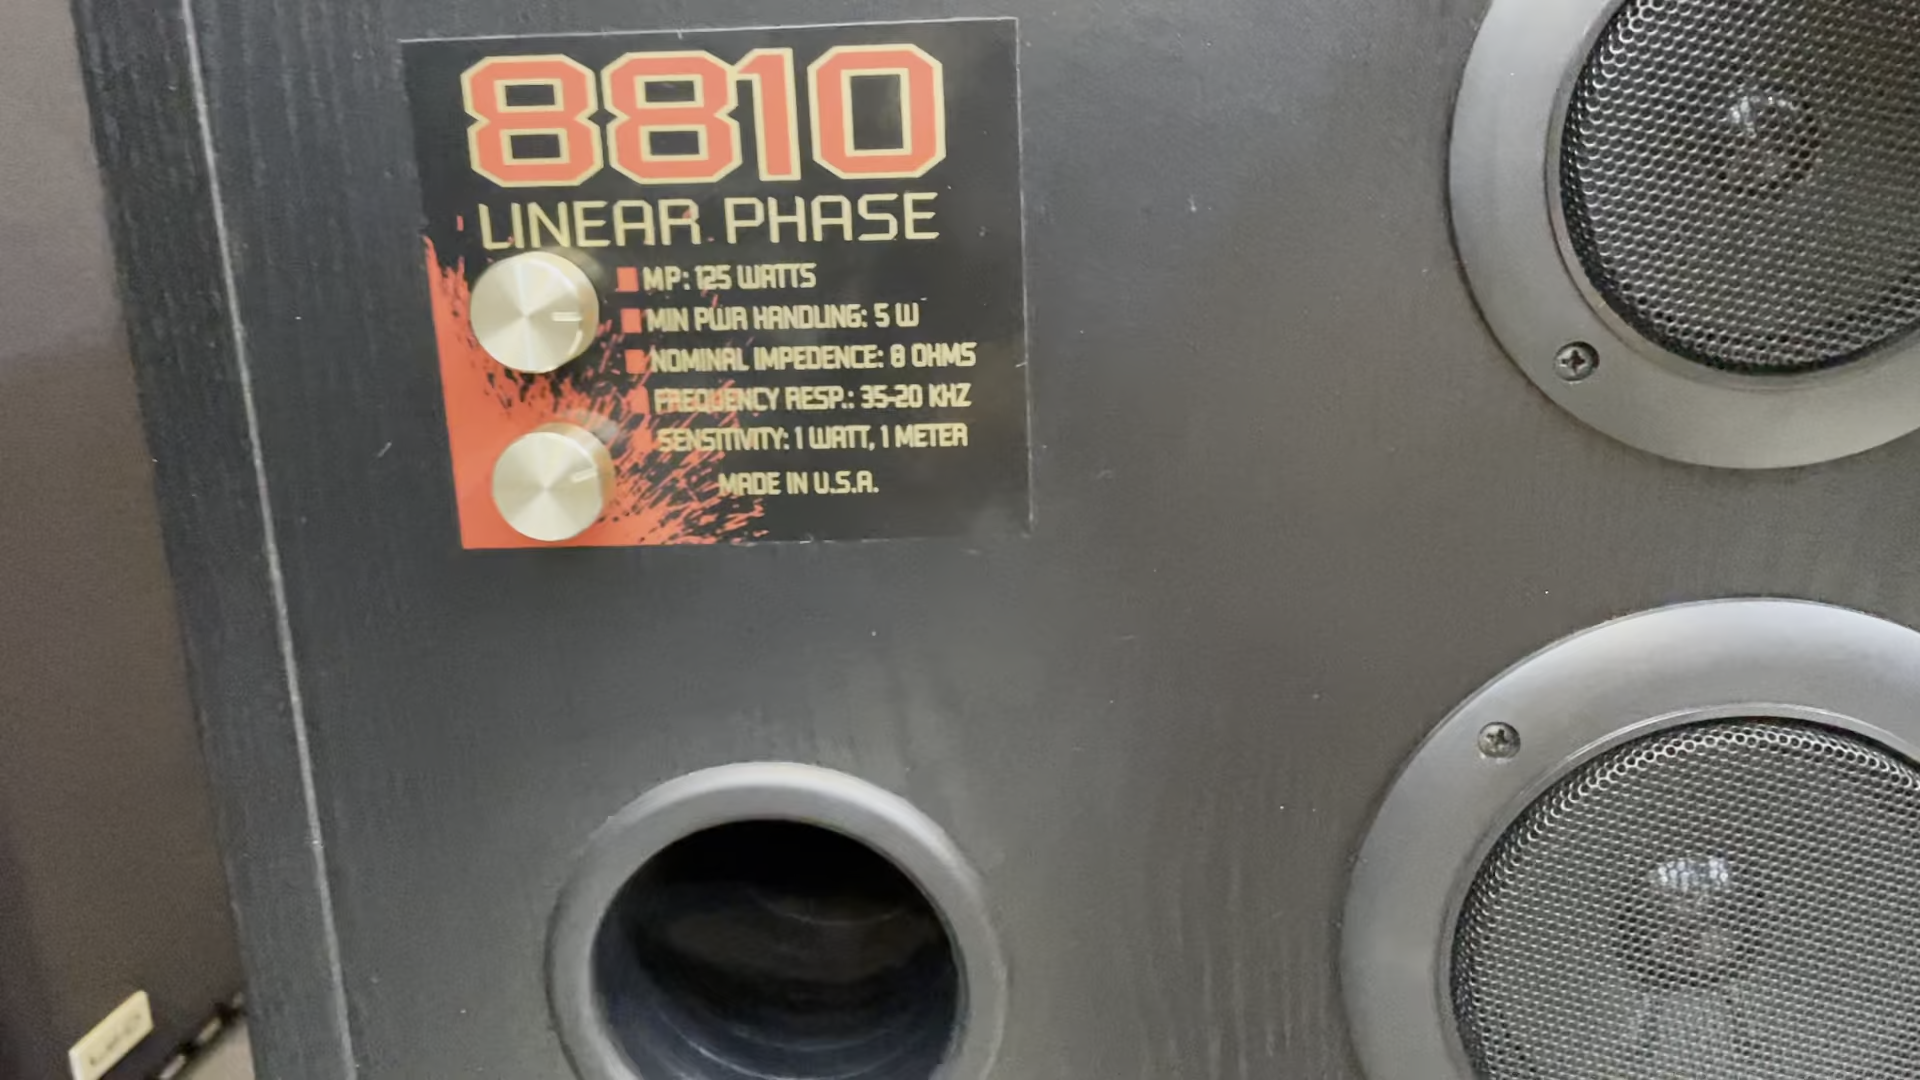 8810
LINEAR PHASE
MP: 125 WATTS
MIN PWR HANDLING: 5 W
NOMINAL IMPEDENCE: 8 OHMS
FREQUENCY RESP.: 35-20 KHZ
SENSITIVITY: 1 WATT, 1 METER
MADE IN U.S.A.